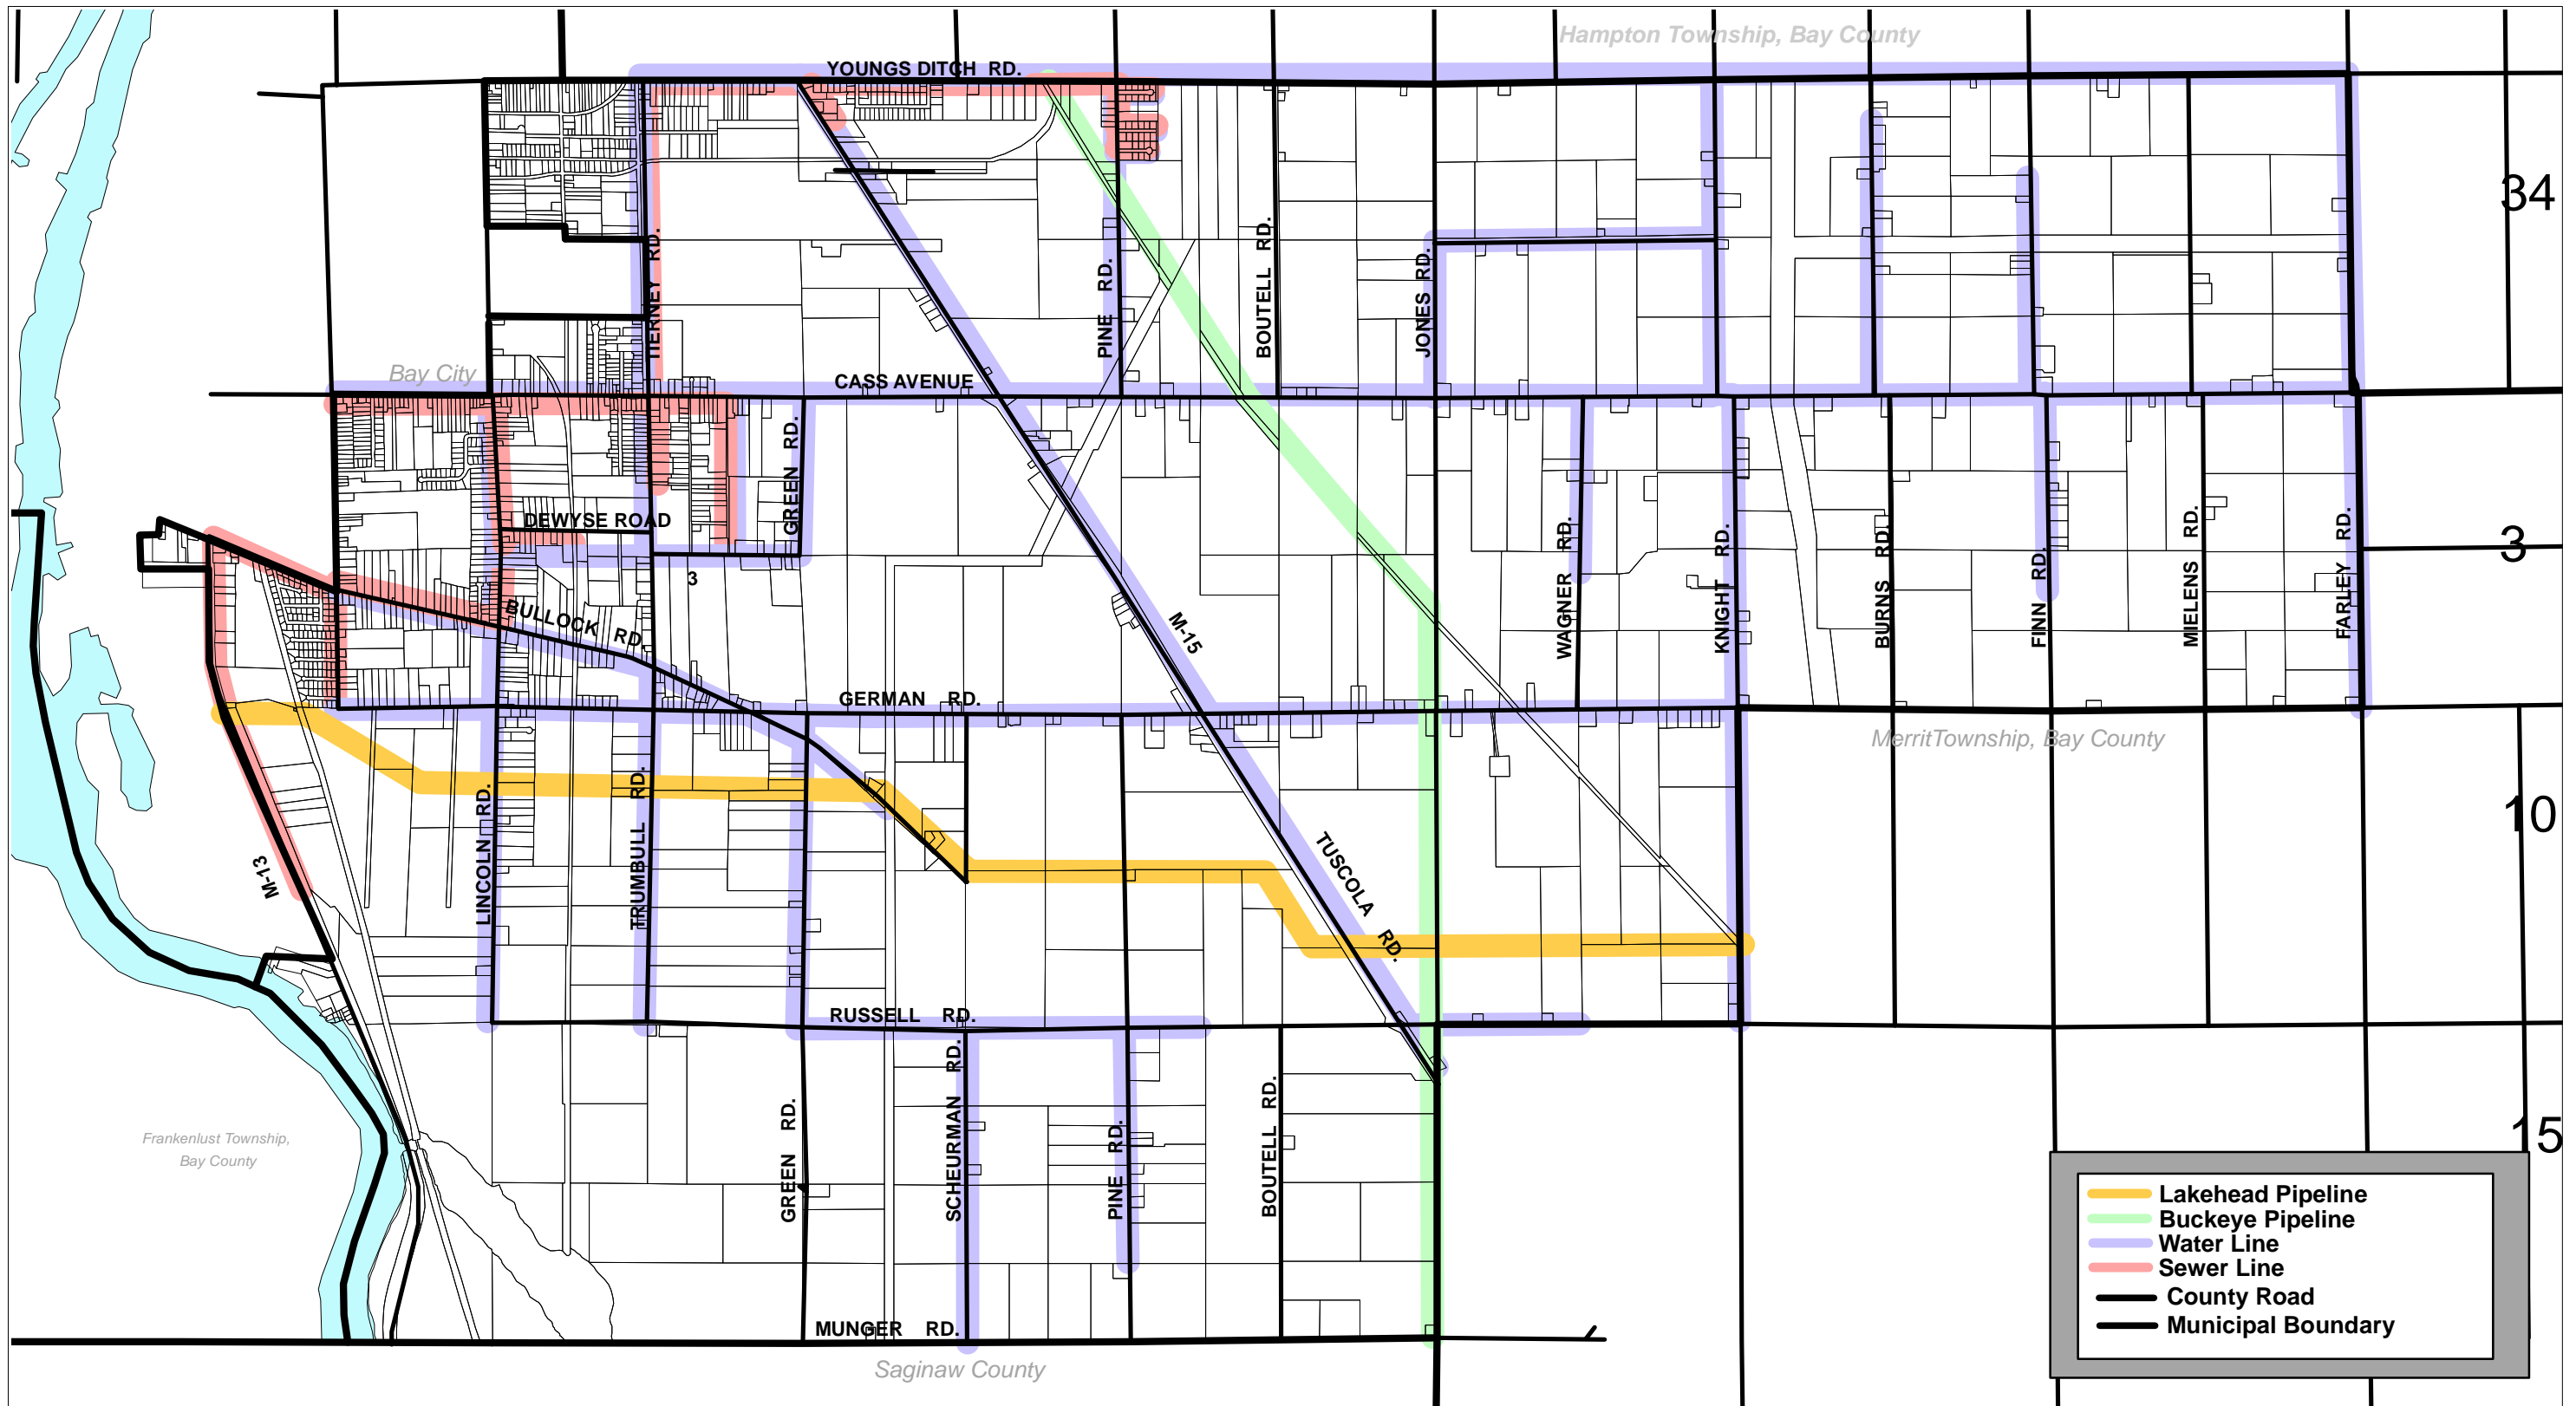 Hampton Township, Bay County
YOUNGS DITCH RD.
34
TIERNEY RD.
PINE RD.
BOUTELL RD.
JONES RD.
Bay City
CASS AVENUE
GREEN RD.
DEWYSE ROAD
3
3
WAGNER RD.
KNIGHT RD.
BURNS RD.
FINN RD.
MIELENS RD.
FARLEY RD.
BULLOCK RD.
M-15
GERMAN RD.
MerritTownship, Bay County
LINCOLN RD.
TRUMBULL RD.
M-13
TUSCOLA RD.
10
RUSSELL RD.
GREEN RD.
SCHEURMAN RD.
PINE RD.
BOUTELL RD.
15
Frankenlust Township,
Bay County
MUNGER RD.
Saginaw County
Lakehead Pipeline
Buckeye Pipeline
Water Line
Sewer Line
County Road
Municipal Boundary